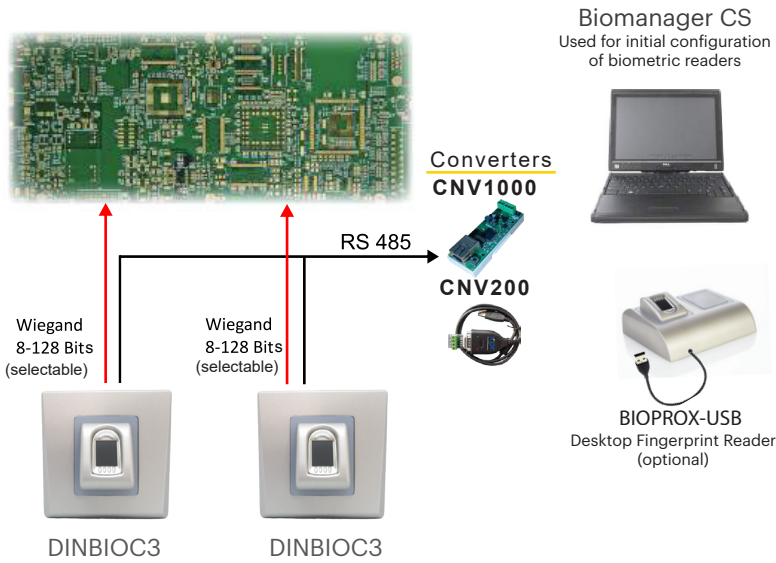 Biomanager CS
Used for initial configuration
of biometric readers
Converters
CNV1000
RS 485
CNV200
Wiegand
8-128 Bits
(selectable)
Wiegand
8-128 Bits
(selectable)
BIOPROX-USB
Desktop Fingerprint Reader
(optional)
DINBIOC3
DINBIOC3